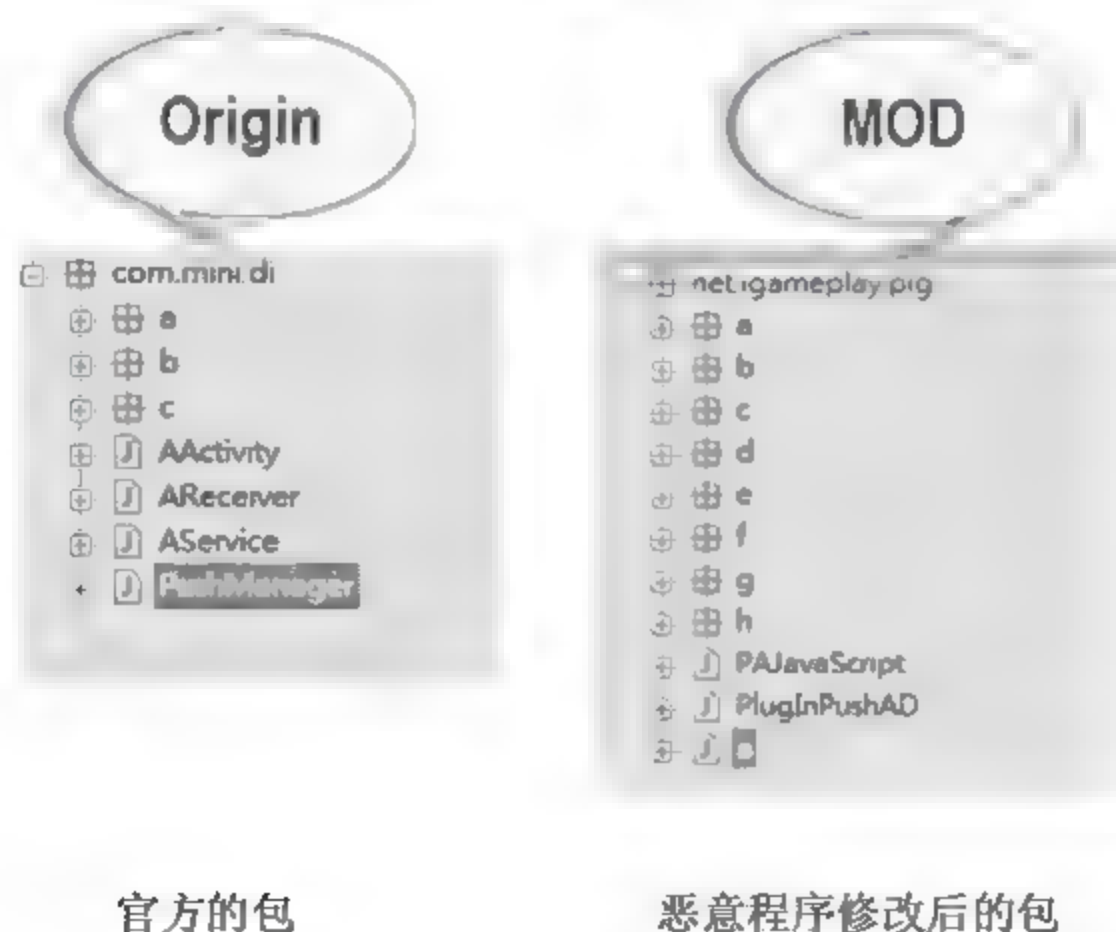 Origin
com.mini.di
a
b
c
AActivity
AReceiver
AService
PushManager
官方的包
MOD
net.igameplay.pig
a
b
c
d
e
f
g
h
PAJavaScript
PlugInPushAD
恶意程序修改后的包